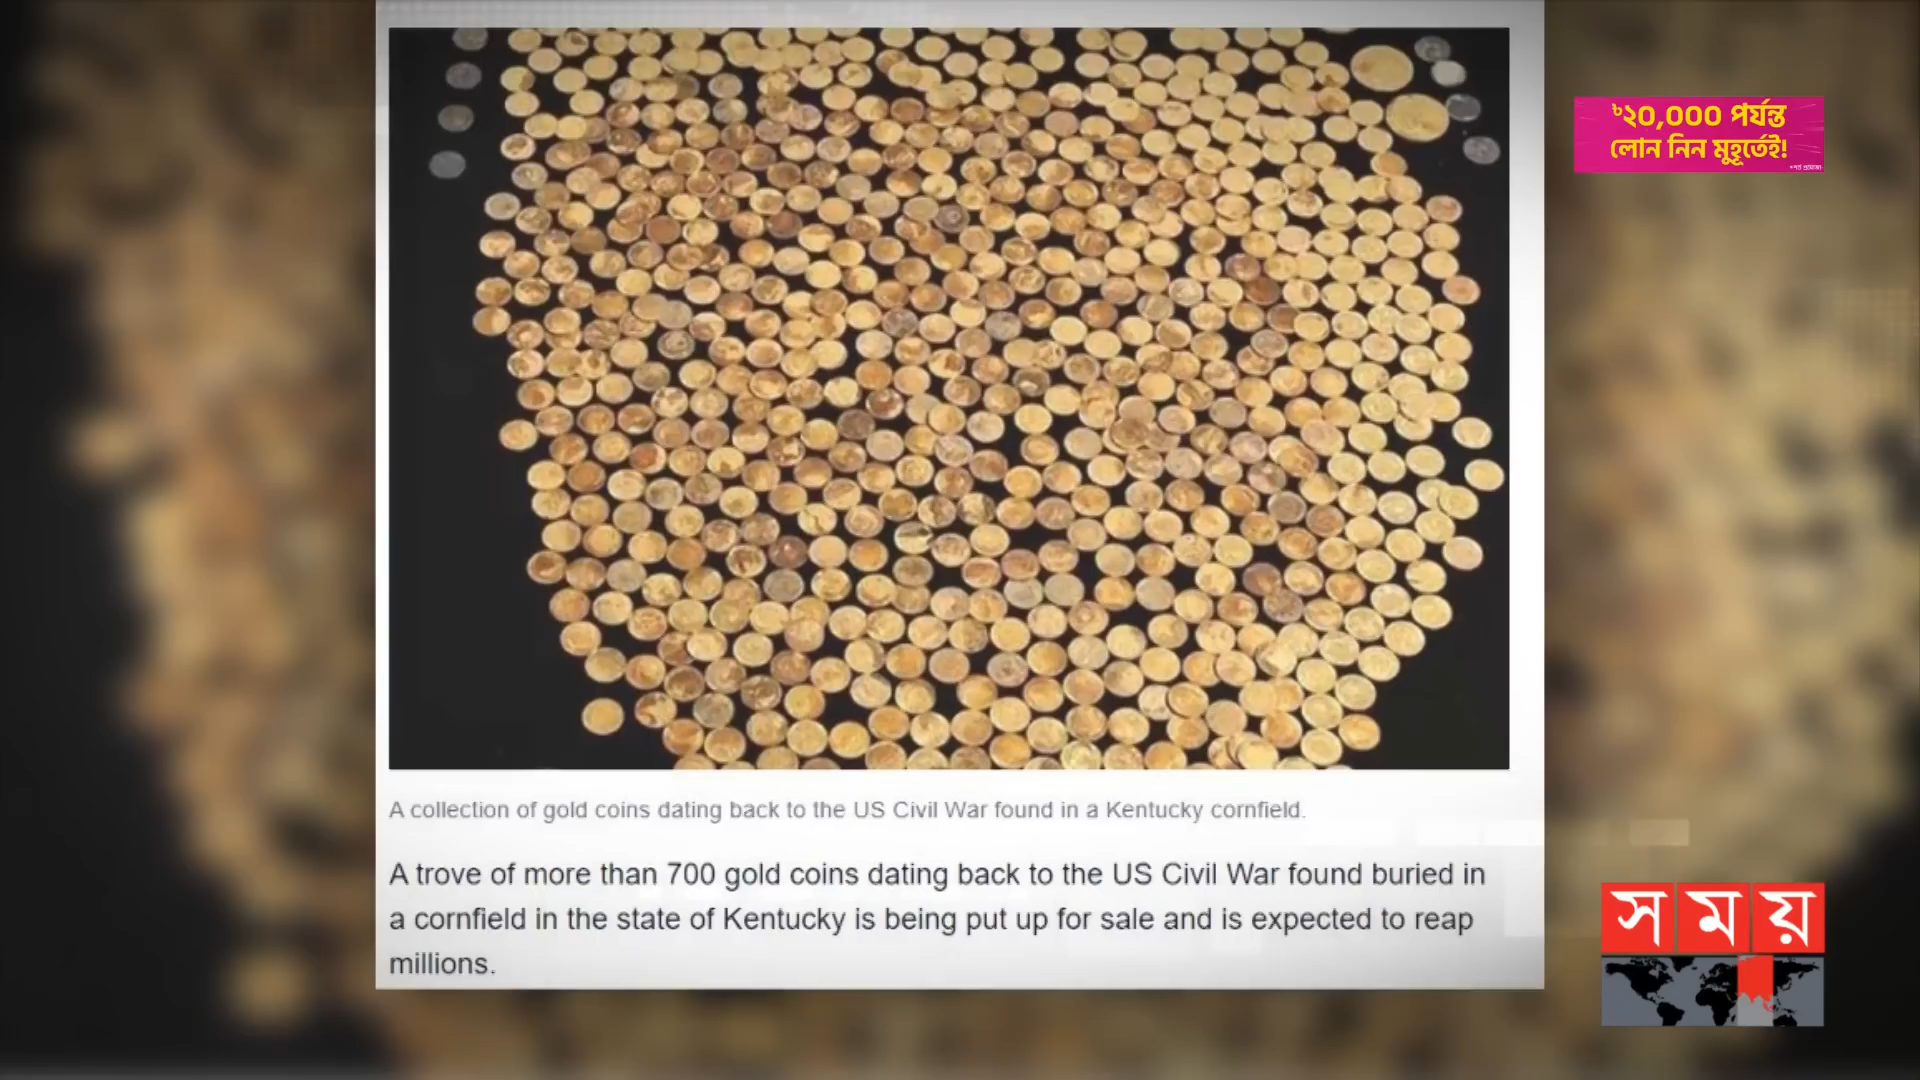 ৳২০,০০০ পর্যন্ত
লোন নিন মুহূর্তেই!
*শর্ত প্রযোজ্য
A collection of gold coins dating back to the US Civil War found in a Kentucky cornfield.
A trove of more than 700 gold coins dating back to the US Civil War found buried in
a cornfield in the state of Kentucky is being put up for sale and is expected to reap
millions.
সময়